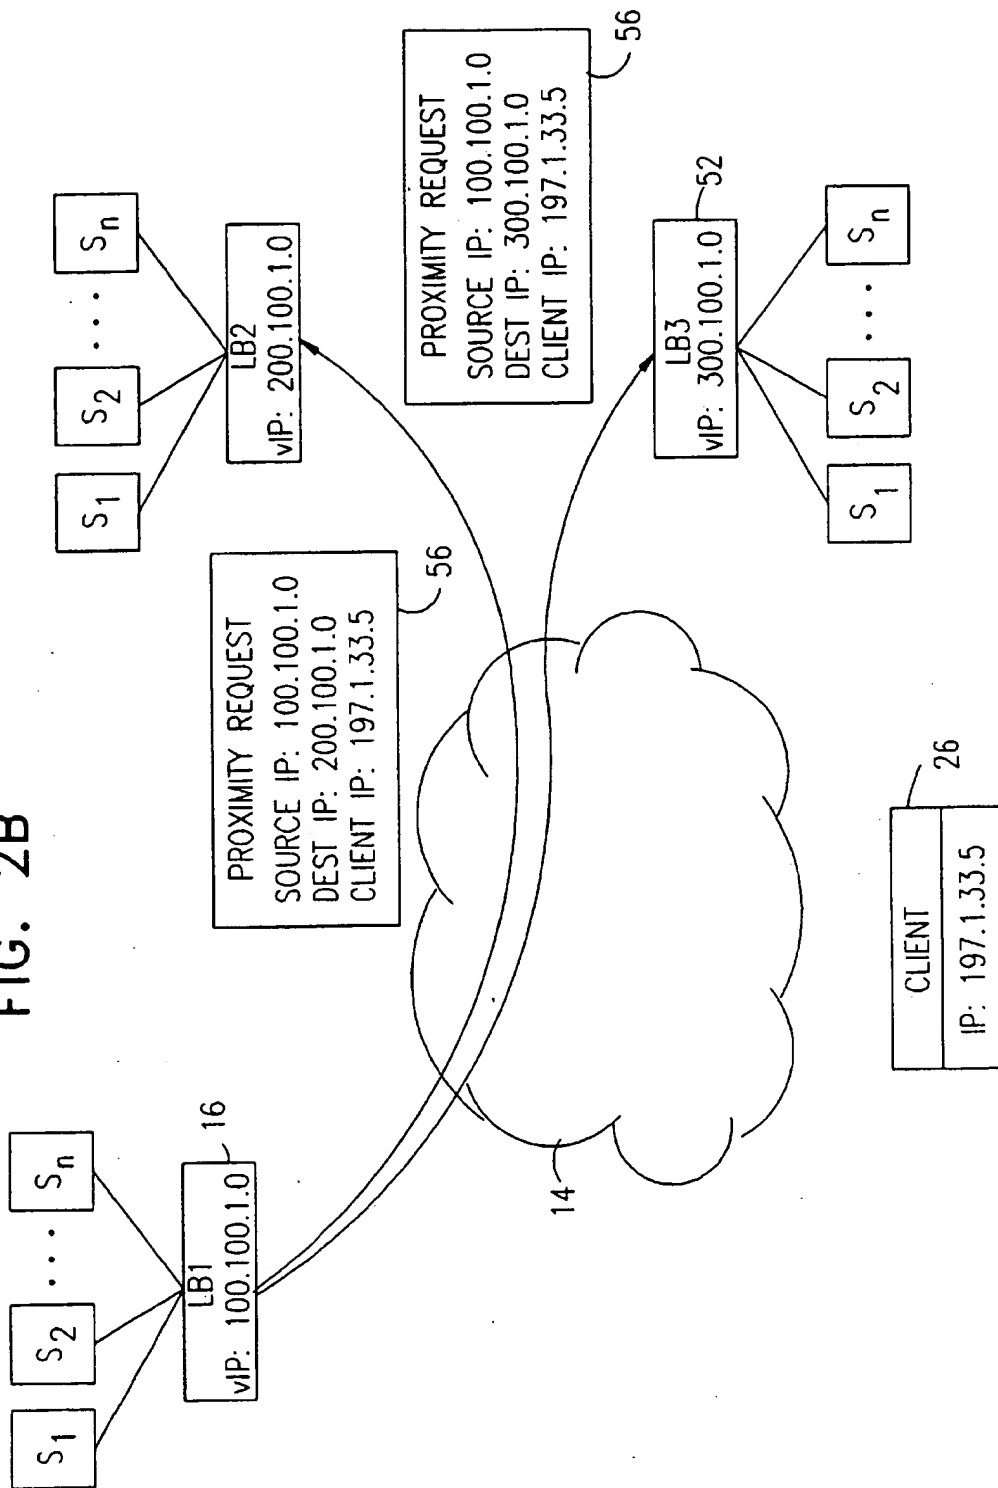 FIG. 2B
S1
S2
....
Sn
LB1
vIP: 100.100.1.0
16
S1
S2
....
Sn
LB2
vIP: 200.100.1.0
PROXIMITY REQUEST
SOURCE IP: 100.100.1.0
DEST IP: 200.100.1.0
CLIENT IP: 197.1.33.5
56
PROXIMITY REQUEST
SOURCE IP: 100.100.1.0
DEST IP: 300.100.1.0
CLIENT IP: 197.1.33.5
56
14
LB3
vIP: 300.100.1.0
52
S1
S2
....
Sn
CLIENT
IP: 197.1.33.5
26